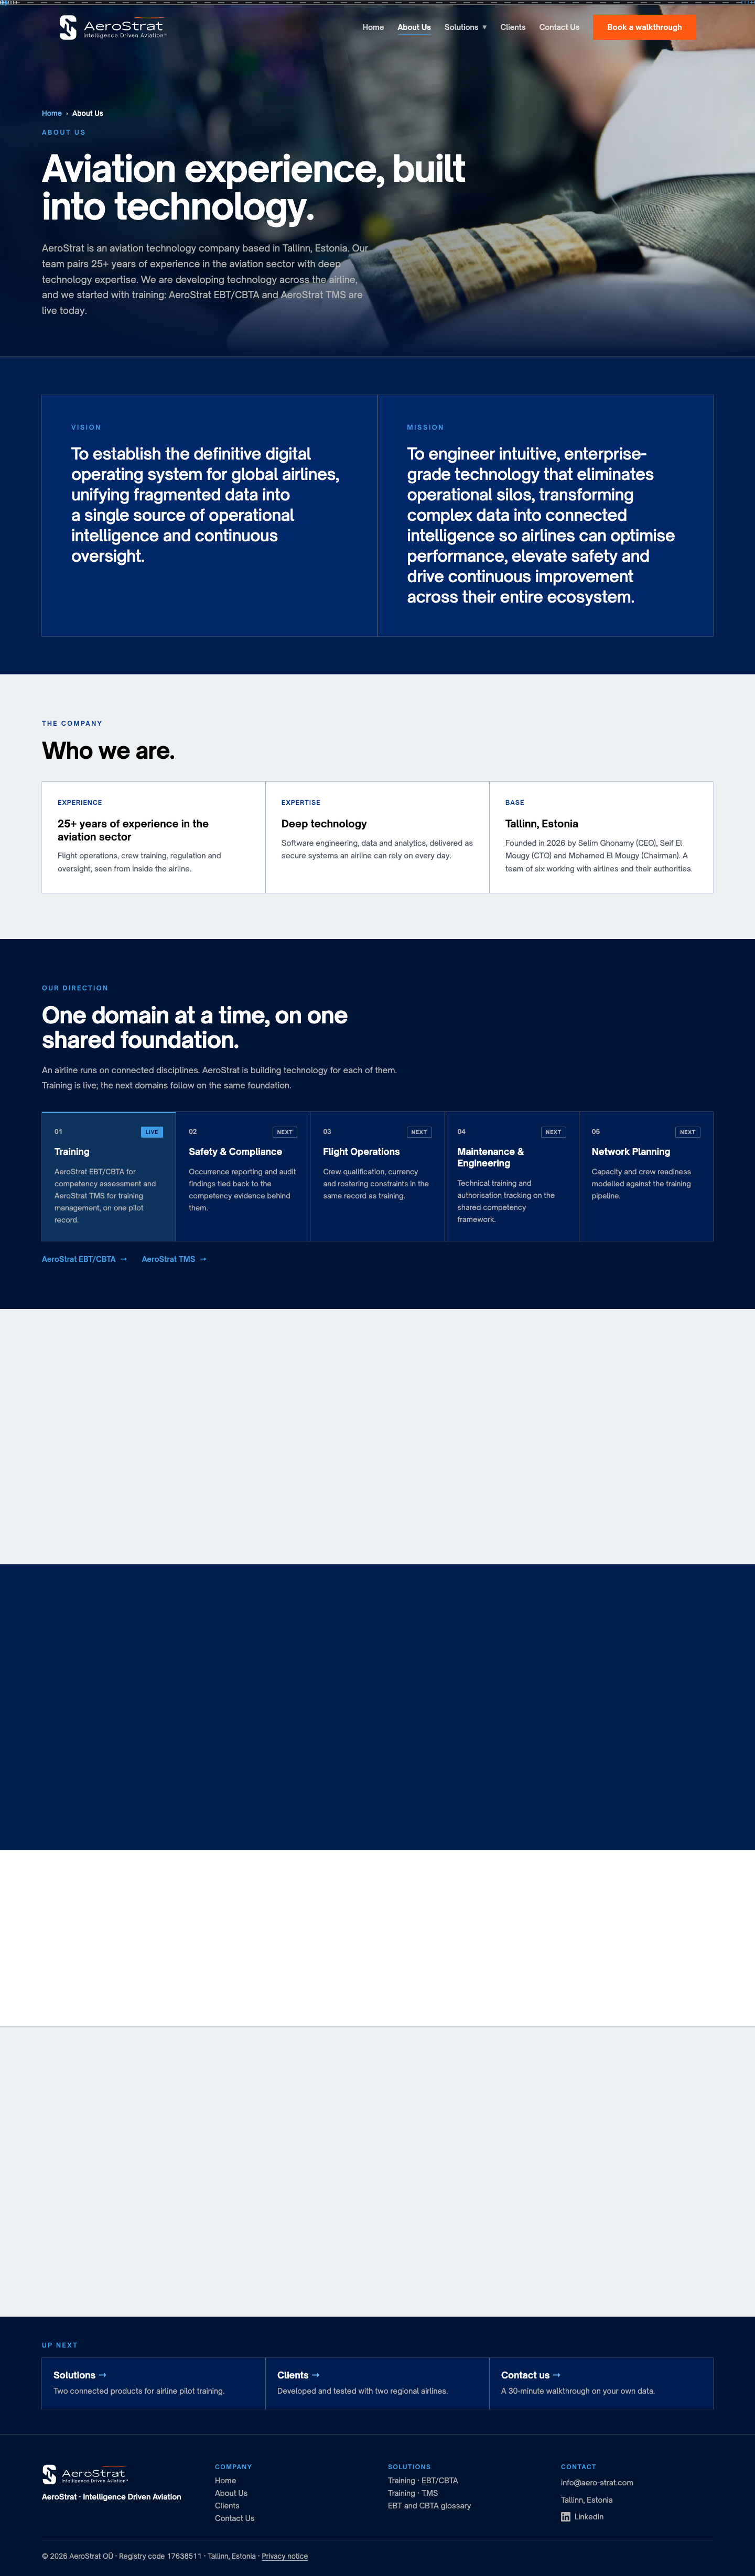 AeroStrat
Intelligence Driven Aviation
Home
About Us
Solutions ▼
Clients
Contact Us
Book a walkthrough
Home › About Us
ABOUT US
Aviation experience, built
into technology.
AeroStrat is an aviation technology company based in Tallinn, Estonia. Our
team pairs 25+ years of experience in the aviation sector with deep
technology expertise. We are developing technology across the airline,
and we started with training: AeroStrat EBT/CBTA and AeroStrat TMS are
live today.
VISION
To establish the definitive digital
operating system for global airlines,
unifying fragmented data into
a single source of operational
intelligence and continuous
oversight.
MISSION
To engineer intuitive, enterprise-
grade technology that eliminates
operational silos, transforming
complex data into connected
intelligence so airlines can optimise
performance, elevate safety and
drive continuous improvement
across their entire ecosystem.
THE COMPANY
Who we are.
EXPERIENCE
25+ years of experience in the
aviation sector
Flight operations, crew training, regulation and
oversight, seen from inside the airline.
EXPERTISE
Deep technology
Software engineering, data and analytics, delivered as
secure systems an airline can rely on every day.
BASE
Tallinn, Estonia
Founded in 2026 by Selim Ghonamy (CEO), Seif El
Mougy (CTO) and Mohamed El Mougy (Chairman). A
team of six working with airlines and their authorities.
OUR DIRECTION
One domain at a time, on one
shared foundation.
An airline runs on connected disciplines. AeroStrat is building technology for each of them.
Training is live; the next domains follow on the same foundation.
01 LIVE
Training
AeroStrat EBT/CBTA for
competency assessment and
AeroStrat TMS for training
management, on one pilot
record.
02 NEXT
Safety & Compliance
Occurrence reporting and audit
findings tied back to the
competency evidence behind
them.
03 NEXT
Flight Operations
Crew qualification, currency
and rostering constraints in the
same record as training.
04 NEXT
Maintenance &
Engineering
Technical training and
authorisation tracking on the
shared competency
framework.
05 NEXT
Network Planning
Capacity and crew readiness
modelled against the training
pipeline.
AeroStrat EBT/CBTA →
AeroStrat TMS →
UP NEXT
Solutions →
Two connected products for airline pilot training.
Clients →
Developed and tested with two regional airlines.
Contact us →
A 30-minute walkthrough on your own data.
AeroStrat
Intelligence Driven Aviation
AeroStrat · Intelligence Driven Aviation
COMPANY
Home
About Us
Clients
Contact Us
SOLUTIONS
Training · EBT/CBTA
Training · TMS
EBT and CBTA glossary
CONTACT
info@aero-strat.com
Tallinn, Estonia
LinkedIn
© 2026 AeroStrat OÜ · Registry code 17638511 · Tallinn, Estonia · Privacy notice